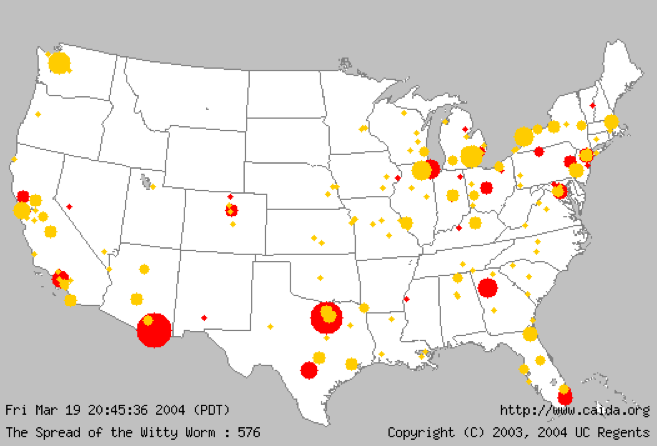 Fri Mar 19 20:45:36 2004 (PDT)
http://www.caida.org
The Spread of the Witty Worm : 576
Copyright (C) 2003, 2004 UC Regents